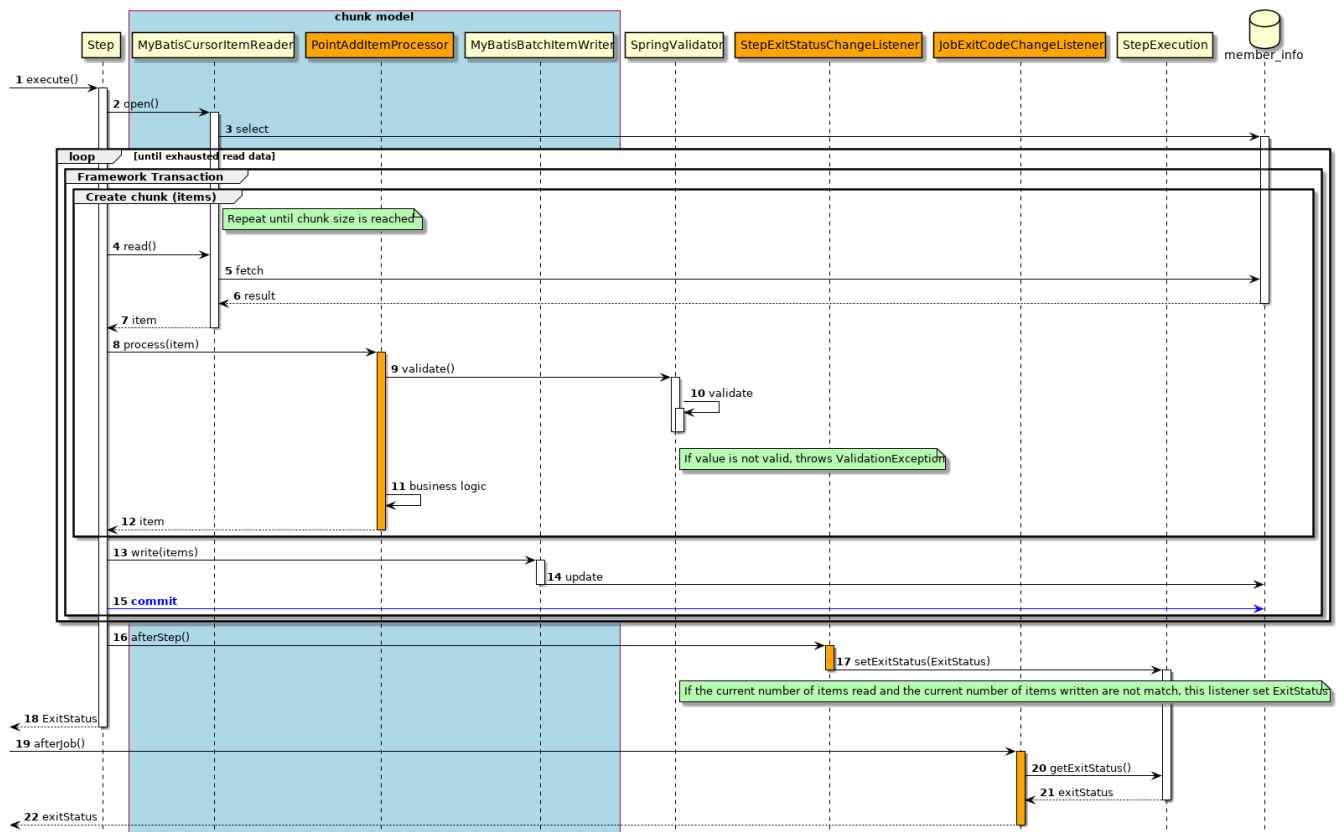 chunk model
Step
MyBatisCursorItemReader
PointAddItemProcessor
MyBatisBatchItemWriter
SpringValidator
StepExitStatusChangeListener
JobExitCodeChangeListener
StepExecution
member_info
1 execute()
2 open()
3 select
loop [until exhausted read data]
Framework Transaction
Create chunk (items)
Repeat until chunk size is reached
4 read()
5 fetch
6 result
7 item
8 process(item)
9 validate()
10 validate
If value is not valid, throws ValidationException
11 business logic
12 item
13 write(items)
14 update
15 commit
16 afterStep()
17 setExitStatus(ExitStatus)
If the current number of items read and the current number of items written are not match, this listener set ExitStatus
18 ExitStatus
19 afterJob()
20 getExitStatus()
21 exitStatus
22 exitStatus